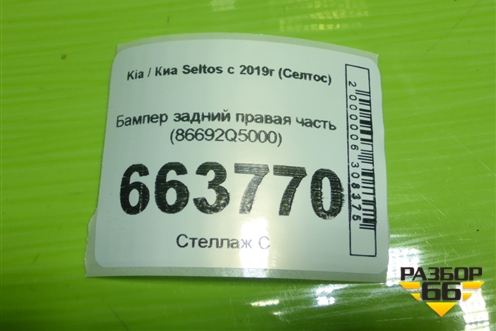 Kia / Киа Seltos с 2019г (Селтос)
Бампер задний правая часть
(86692Q5000)
663770
Стеллаж С
2000006308375
РАЗБОР
66